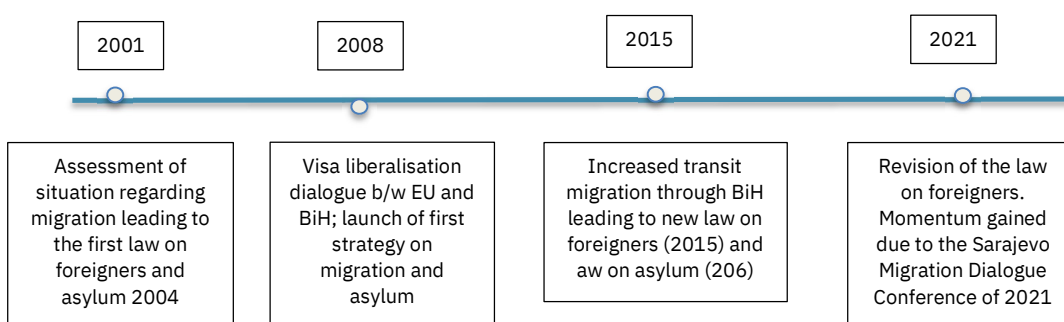 2001
2008
2015
2021
Assessment of
situation regarding
migration leading to
the first law on
foreigners and
asylum 2004
Visa liberalisation
dialogue b/w EU and
BiH; launch of first
strategy on
migration and
asylum
Increased transit
migration through BiH
leading to new law on
foreigners (2015) and
aw on asylum (206)
Revision of the law
on foreigners.
Momentum gained
due to the Sarajevo
Migration Dialogue
Conference of 2021